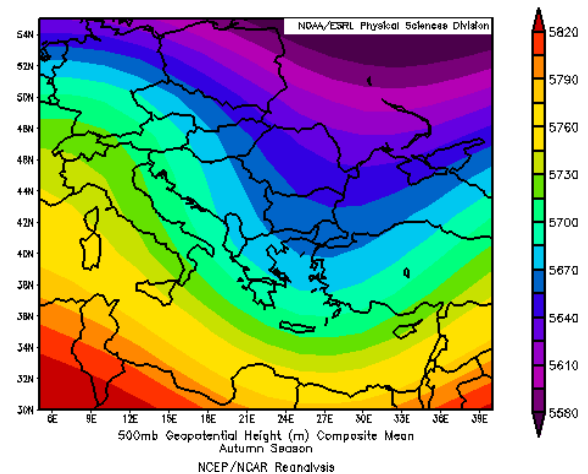 NOAA/ESRL Physical Sciences Division
54N
52N
50N
48N
46N
44N
42N
40N
38N
36N
34N
32N
30N
6E 9E 12E 15E 18E 21E 24E 27E 30E 33E 36E 39E
5820
5790
5760
5730
5700
5670
5640
5610
5580
500mb Geopotential Height (m) Composite Mean
Autumn Season
NCEP/NCAR Reanalysis